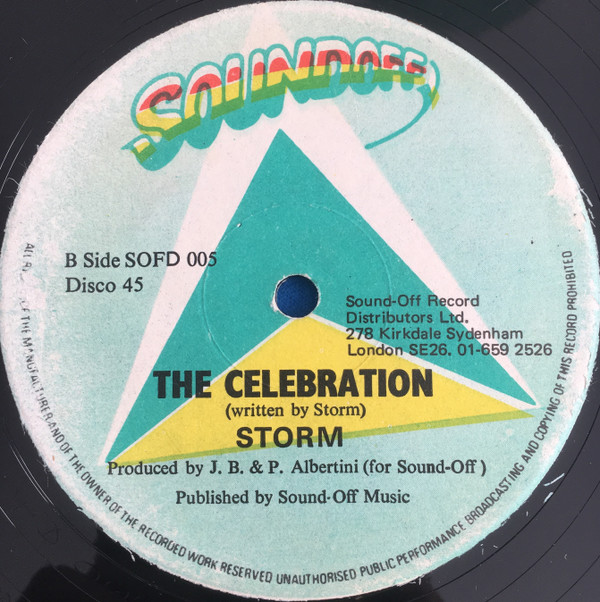 SOUNDOFF
B Side SOFD 005
Disco 45
Sound-Off Record
Distributors Ltd.
278 Kirkdale Sydenham
London SE26. 01-659 2526
THE CELEBRATION
(written by Storm)
STORM
Produced by J. B. & P. Albertini (for Sound-Off)
Published by Sound-Off Music
OF THE MANUFACTURER AND OF THE OWNER OF THE RECORDED WORK RESERVED UNAUTHORISED PUBLIC PERFORMANCE BROADCASTING AND COPYING OF THIS RECORD PROHIBITED